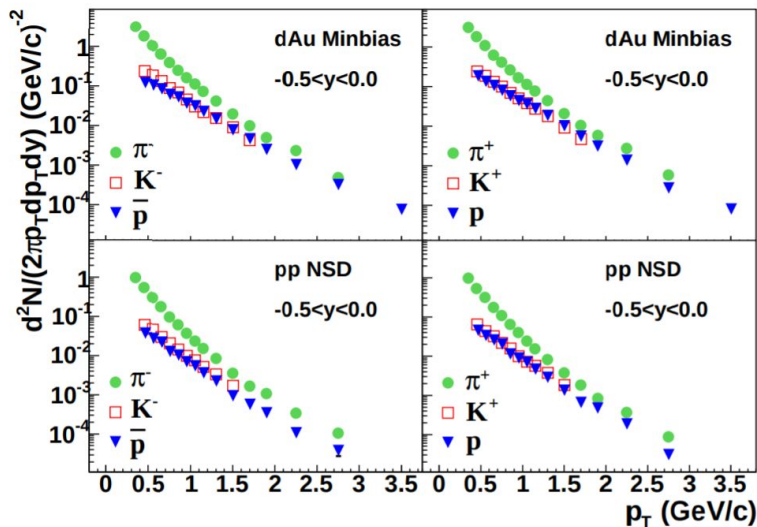 d²N/(2πp_Tdp_Tdy) (GeV/c)⁻²
dAu Minbias
-0.5<y<0.0
1
10⁻¹
10⁻²
10⁻³
10⁻⁴
π⁻
K⁻
p̅
dAu Minbias
-0.5<y<0.0
π⁺
K⁺
p
pp NSD
-0.5<y<0.0
1
10⁻¹
10⁻²
10⁻³
10⁻⁴
π⁻
K⁻
p̅
pp NSD
-0.5<y<0.0
π⁺
K⁺
p
0 0.5 1 1.5 2 2.5 3 3.5
0 0.5 1 1.5 2 2.5 3 3.5
p_T (GeV/c)